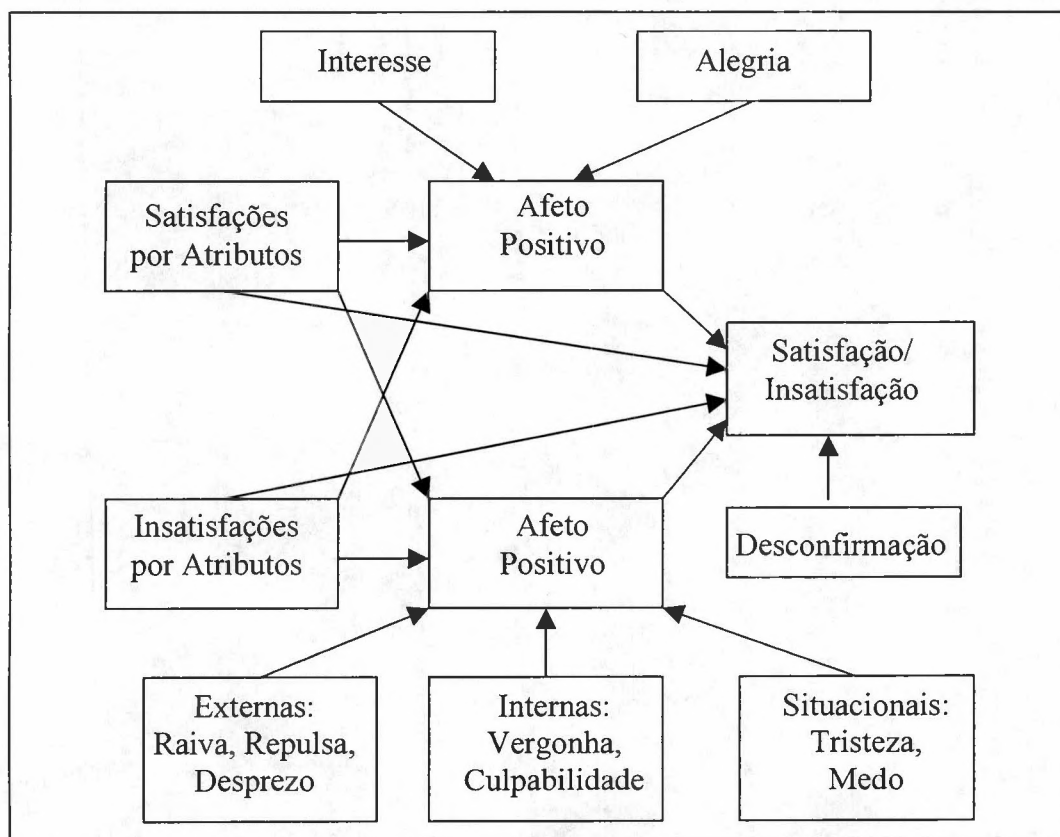 Interesse
Alegria
Satisfações
por Atributos
Afeto
Positivo
Satisfação/
Insatisfação
Insatisfações
por Atributos
Afeto
Positivo
Desconfirmação
Externas:
Raiva, Repulsa,
Desprezo
Internas:
Vergonha,
Culpabilidade
Situacionais:
Tristeza,
Medo